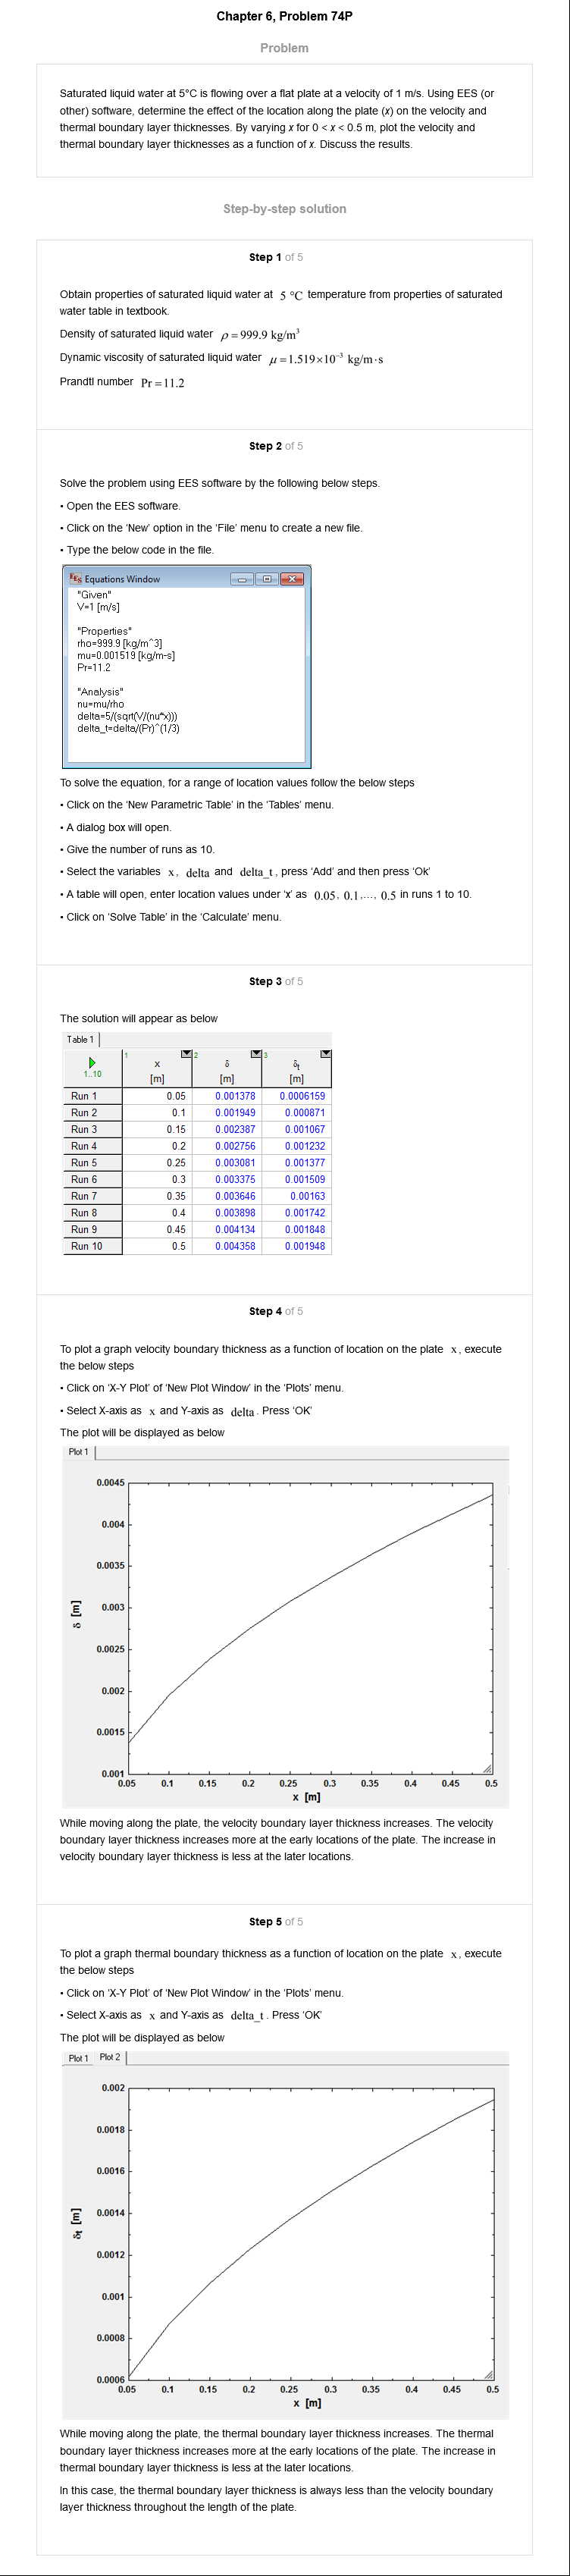 Chapter 6, Problem 74P
Problem
Saturated liquid water at 5°C is flowing over a flat plate at a velocity of 1 m/s. Using EES (or
other) software, determine the effect of the location along the plate (x) on the velocity and
thermal boundary layer thicknesses. By varying x for 0 < x < 0.5 m, plot the velocity and
thermal boundary layer thicknesses as a function of x. Discuss the results.
Step-by-step solution
Step 1 of 5
Obtain properties of saturated liquid water at 5 °C temperature from properties of saturated
water table in textbook.
Density of saturated liquid water ρ = 999.9 kg/m³
Dynamic viscosity of saturated liquid water μ = 1.519×10⁻³ kg/m·s
Prandtl number Pr = 11.2
Step 2 of 5
Solve the problem using EES software by the following below steps.
• Open the EES software.
• Click on the ‘New’ option in the ‘File’ menu to create a new file.
• Type the below code in the file.
EES Equations Window
"Given"
V=1 [m/s]
"Properties"
rho=999.9 [kg/m^3]
mu=0.001519 [kg/m-s]
Pr=11.2
"Analysis"
nu=mu/rho
delta=5/(sqrt(V/(nu*x)))
delta_t=delta/(Pr)^(1/3)
To solve the equation, for a range of location values follow the below steps
• Click on the ‘New Parametric Table’ in the ‘Tables’ menu.
• A dialog box will open.
• Give the number of runs as 10.
• Select the variables x, delta and delta_t, press ‘Add’ and then press ‘Ok’
• A table will open, enter location values under ‘x’ as 0.05, 0.1,..., 0.5 in runs 1 to 10.
• Click on ‘Solve Table’ in the ‘Calculate’ menu.
Step 3 of 5
The solution will appear as below
Table 1
1..10 1 x [m] 2 δ [m] 3 δt [m]
Run 1 0.05 0.001378 0.0006159
Run 2 0.1 0.001949 0.000871
Run 3 0.15 0.002387 0.001067
Run 4 0.2 0.002756 0.001232
Run 5 0.25 0.003081 0.001377
Run 6 0.3 0.003375 0.001509
Run 7 0.35 0.003646 0.00163
Run 8 0.4 0.003898 0.001742
Run 9 0.45 0.004134 0.001848
Run 10 0.5 0.004358 0.001948
Step 4 of 5
To plot a graph velocity boundary thickness as a function of location on the plate x, execute
the below steps
• Click on ‘X-Y Plot’ of ‘New Plot Window’ in the ‘Plots’ menu.
• Select X-axis as x and Y-axis as delta. Press ‘OK’
The plot will be displayed as below
Plot 1
0.0045
0.004
0.0035
0.003
δ [m]
0.0025
0.002
0.0015
0.001
0.05 0.1 0.15 0.2 0.25 0.3 0.35 0.4 0.45 0.5
x [m]
While moving along the plate, the velocity boundary layer thickness increases. The velocity
boundary layer thickness increases more at the early locations of the plate. The increase in
velocity boundary layer thickness is less at the later locations.
Step 5 of 5
To plot a graph thermal boundary thickness as a function of location on the plate x, execute
the below steps
• Click on ‘X-Y Plot’ of ‘New Plot Window’ in the ‘Plots’ menu.
• Select X-axis as x and Y-axis as delta_t. Press ‘OK’
The plot will be displayed as below
Plot 1 Plot 2
0.002
0.0018
0.0016
0.0014
δt [m]
0.0012
0.001
0.0008
0.0006
0.05 0.1 0.15 0.2 0.25 0.3 0.35 0.4 0.45 0.5
x [m]
While moving along the plate, the thermal boundary layer thickness increases. The thermal
boundary layer thickness increases more at the early locations of the plate. The increase in
thermal boundary layer thickness is less at the later locations.
In this case, the thermal boundary layer thickness is always less than the velocity boundary
layer thickness throughout the length of the plate.